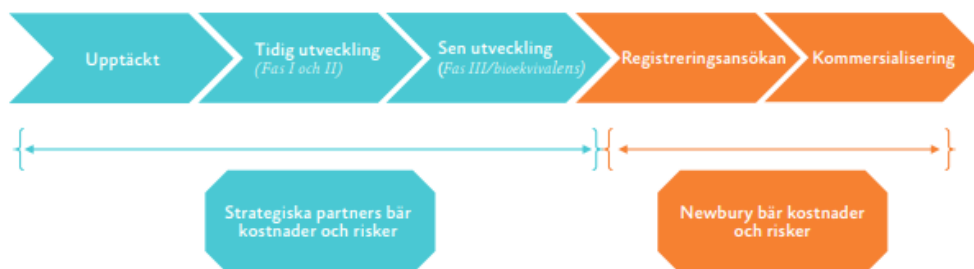 Upptäckt
Tidig utveckling
(Fas I och II)
Sen utveckling
(Fas III/bioekvivalens)
Registreringsansökan
Kommersialisering
Strategiska partners bär
kostnader och risker
Newbury bär kostnader
och risker